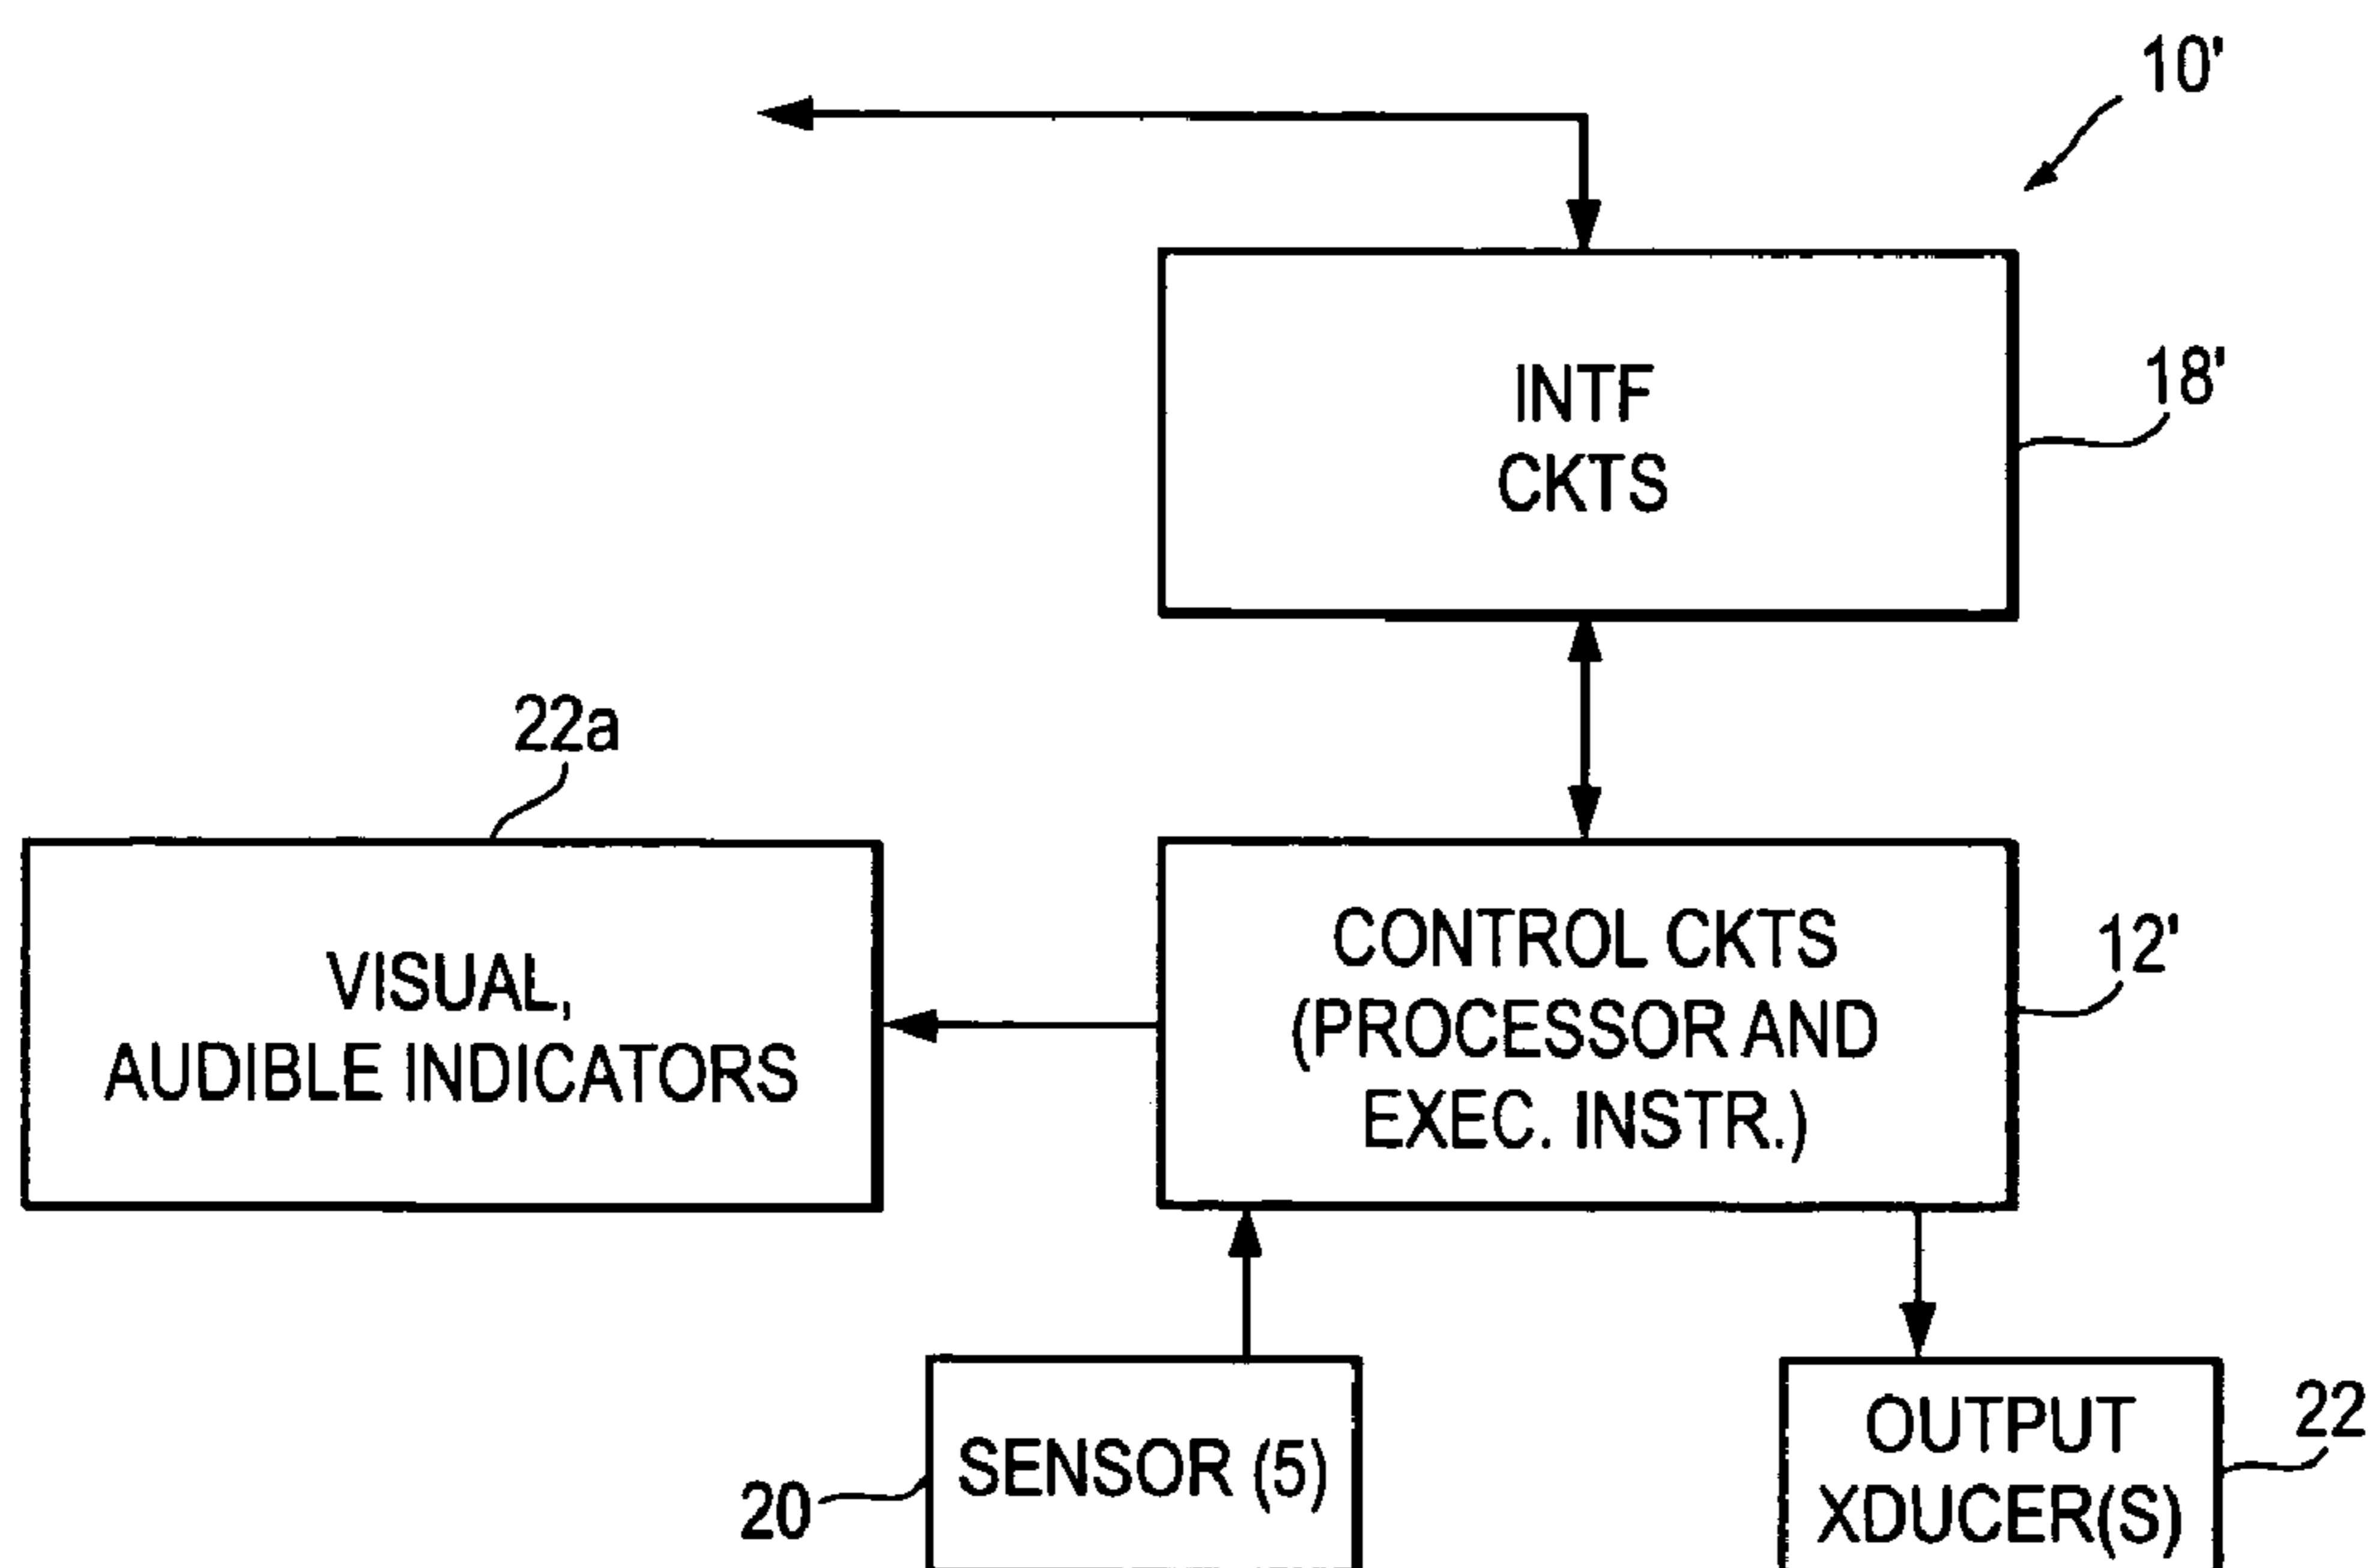 10'
INTF
CKTS
18'
22a
VISUAL,
AUDIBLE INDICATORS
CONTROL CKTS
(PROCESSOR AND
EXEC. INSTR.)
12'
SENSOR (5)
20
OUTPUT
XDUCER(S)
22